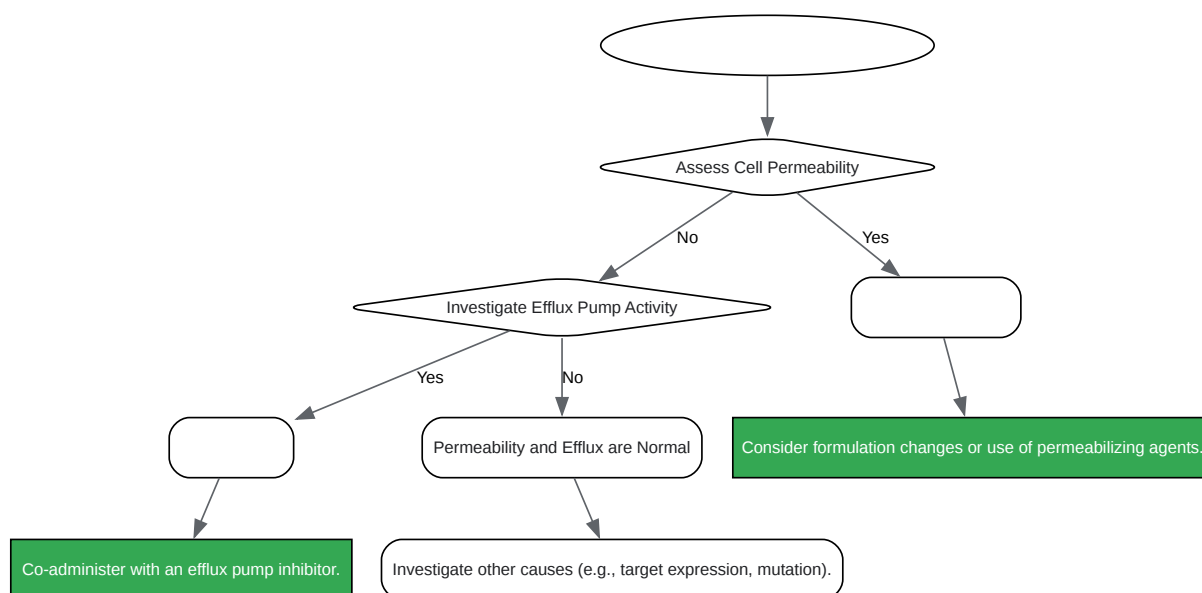 Assess Cell Permeability
No
Yes
Investigate Efflux Pump Activity
Yes
No
Permeability and Efflux are Normal
Consider formulation changes or use of permeabilizing agents.
Co-administer with an efflux pump inhibitor.
Investigate other causes (e.g., target expression, mutation).